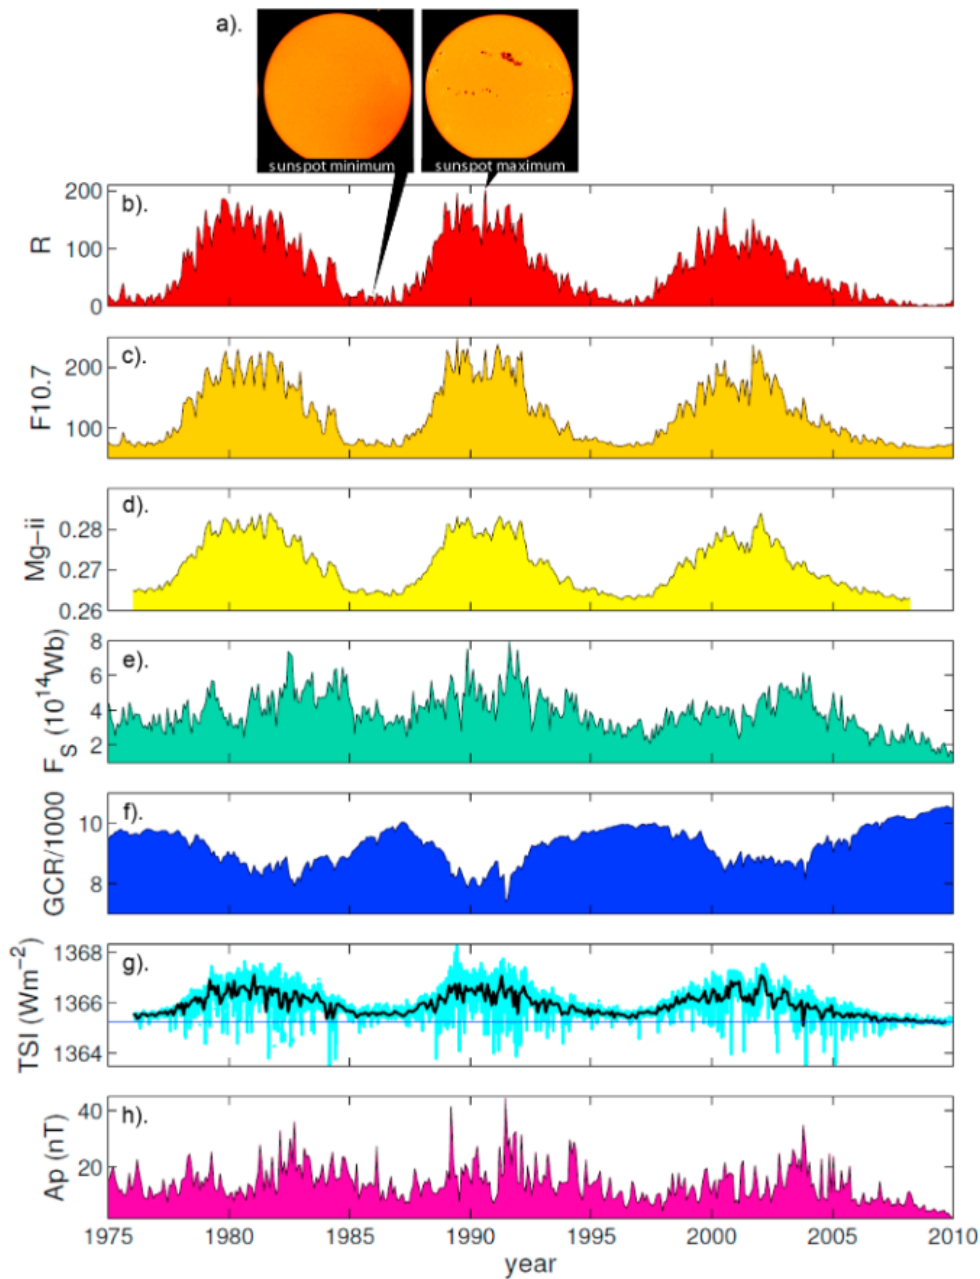 a).
sunspot minimum
sunspot maximum
b).
R
200
100
0
c).
F10.7
200
100
d).
Mg–ii
0.28
0.27
0.26
e).
F_S (10^14 Wb)
8
6
4
2
f).
GCR/1000
10
8
g).
TSI (Wm^−2)
1368
1366
1364
h).
Ap (nT)
40
20
1975 1980 1985 1990 1995 2000 2005 2010
year